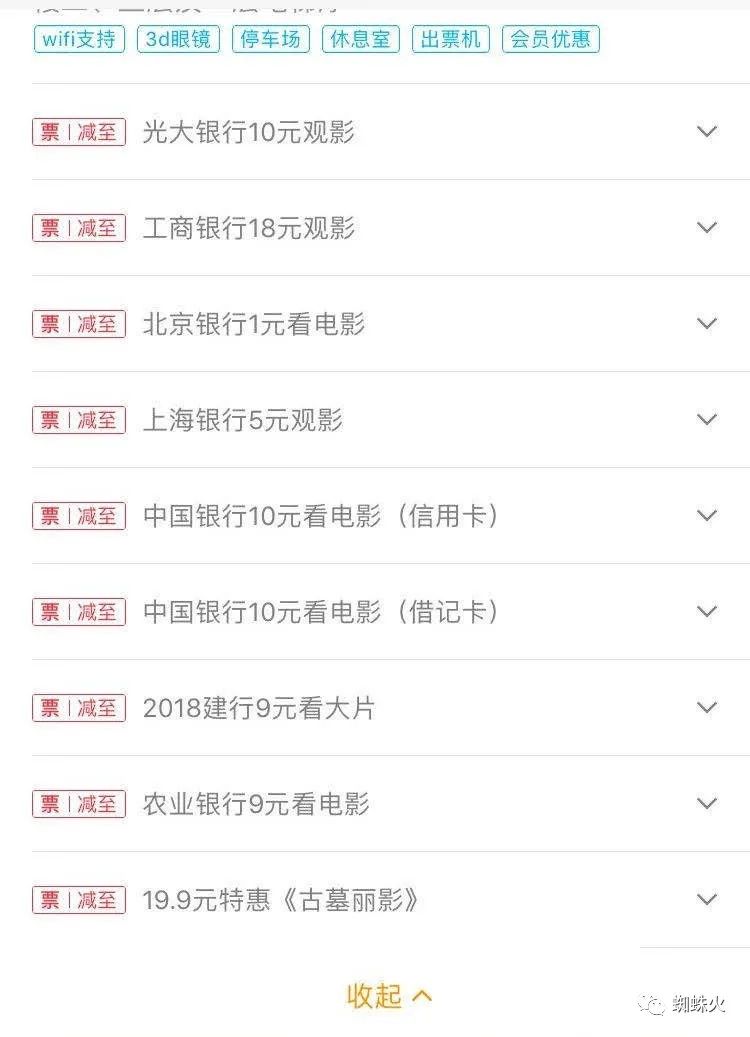 wifi支持 3d眼镜 停车场 休息室 出票机 会员优惠
票 | 减至 光大银行10元观影
票 | 减至 工商银行18元观影
票 | 减至 北京银行1元看电影
票 | 减至 上海银行5元观影
票 | 减至 中国银行10元看电影（信用卡）
票 | 减至 中国银行10元看电影（借记卡）
票 | 减至 2018建行9元看大片
票 | 减至 农业银行9元看电影
票 | 减至 19.9元特惠《古墓丽影》
收起
蜘蛛火